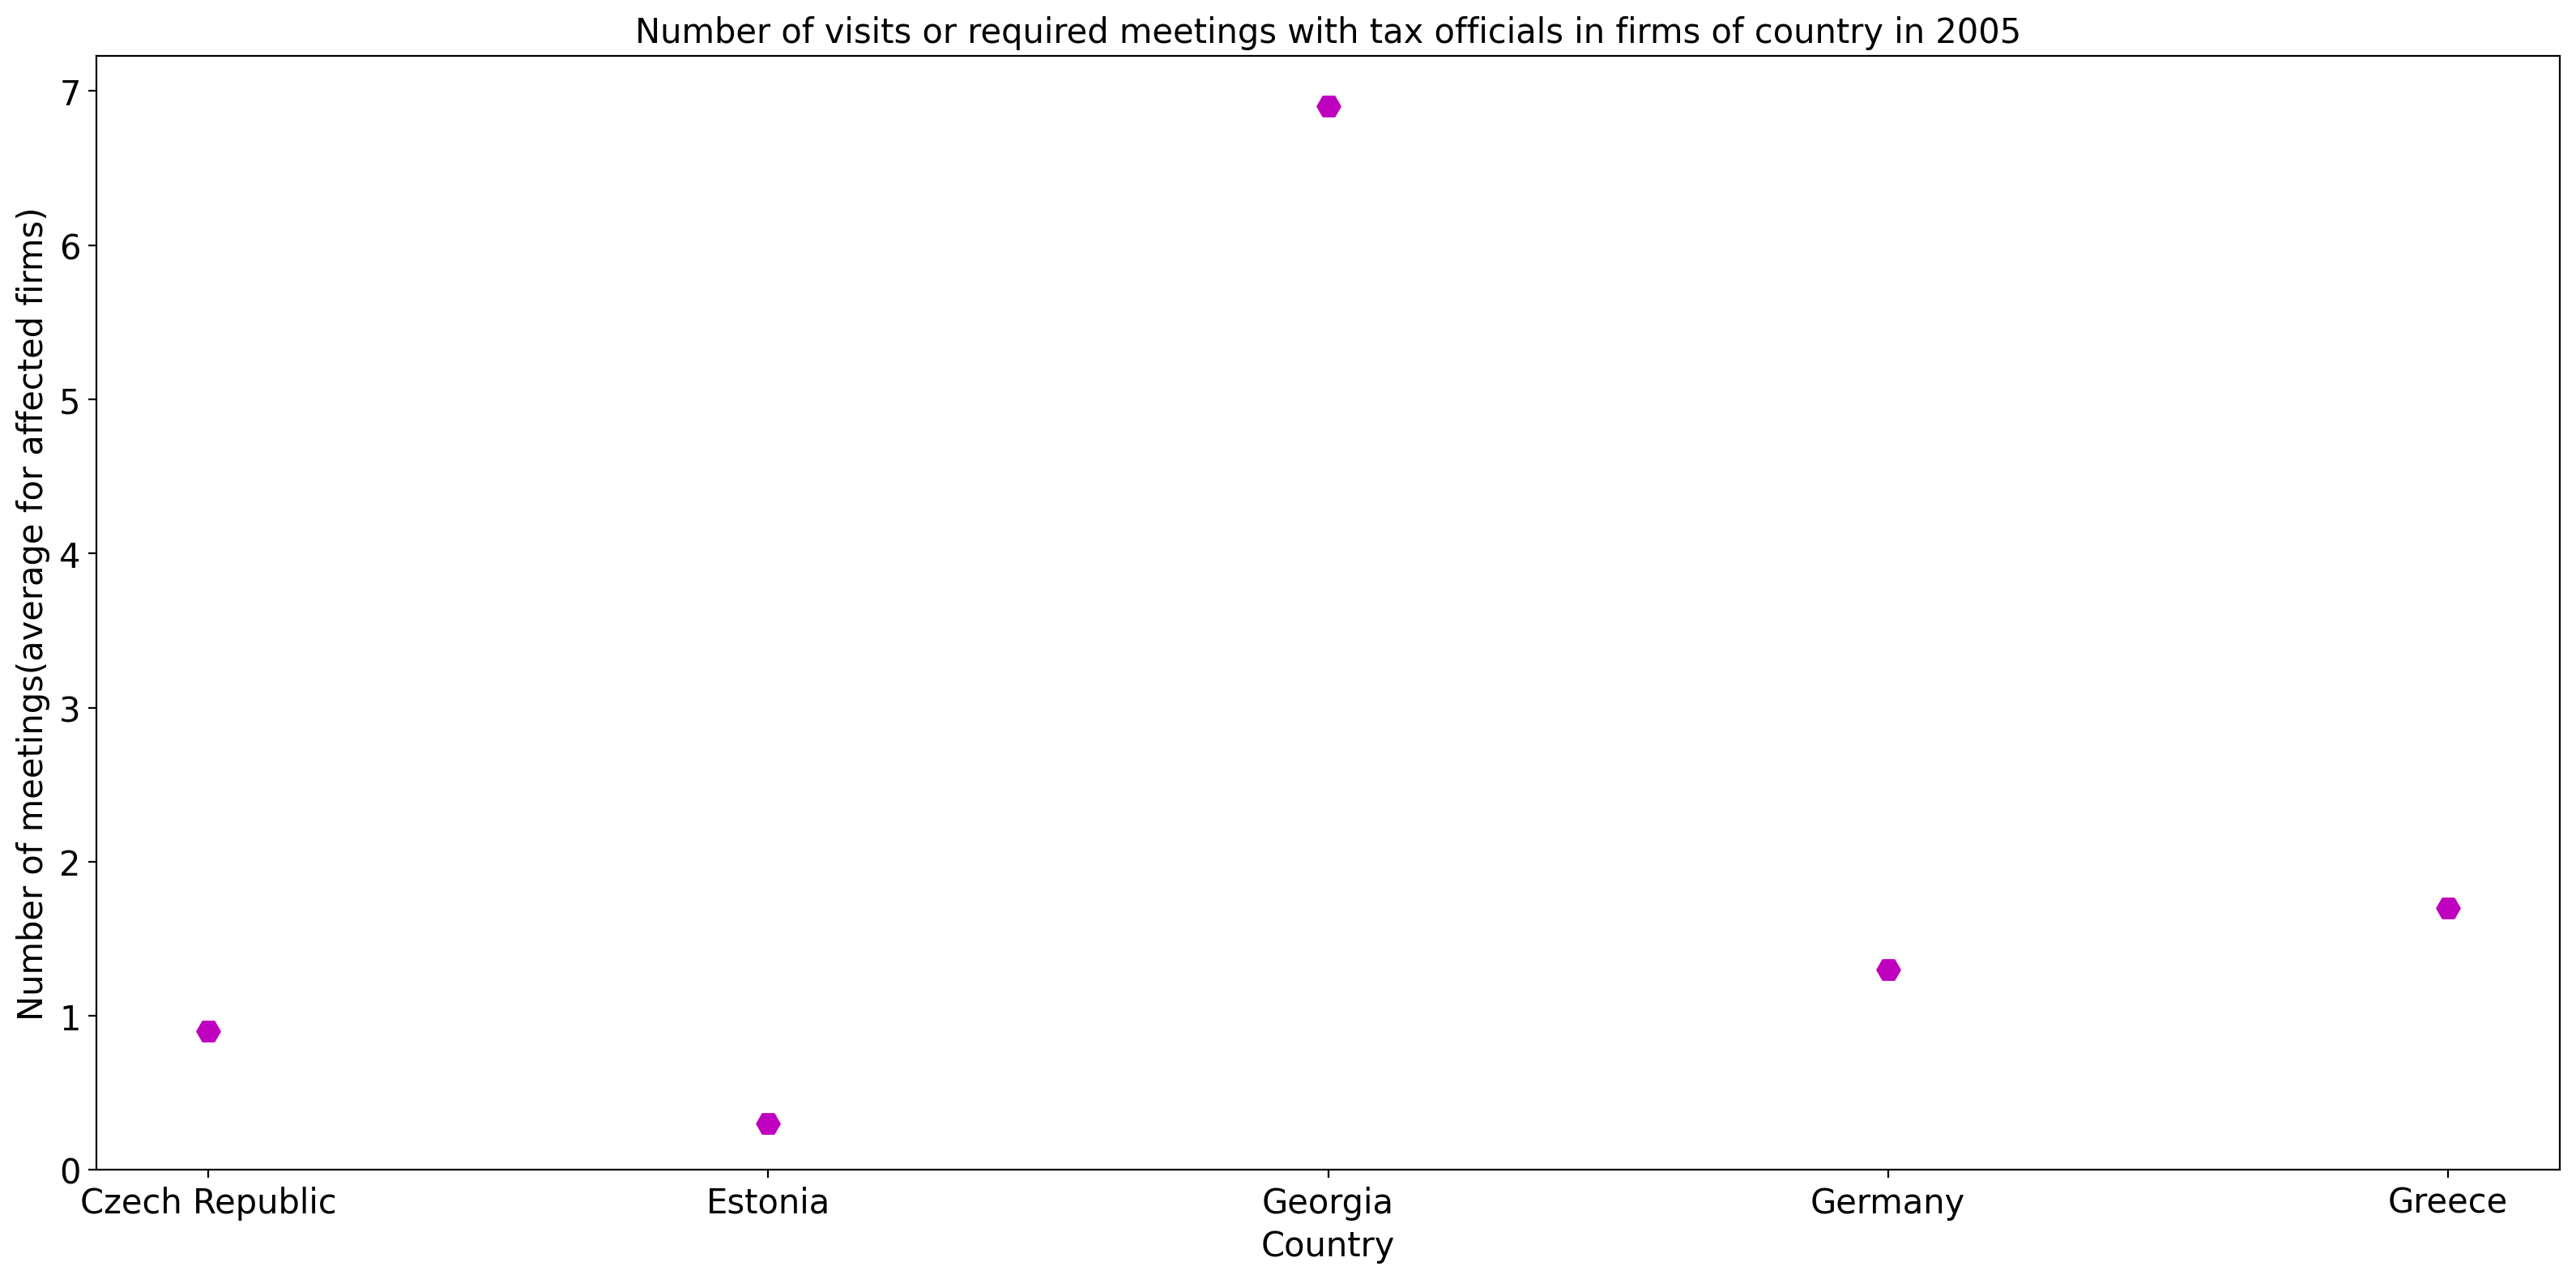 Number of visits or required meetings with tax officials in firms of country in 2005
Number of meetings(average for affected firms)
7
6
5
4
3
2
1
0
Czech Republic
Estonia
Georgia
Germany
Greece
Country